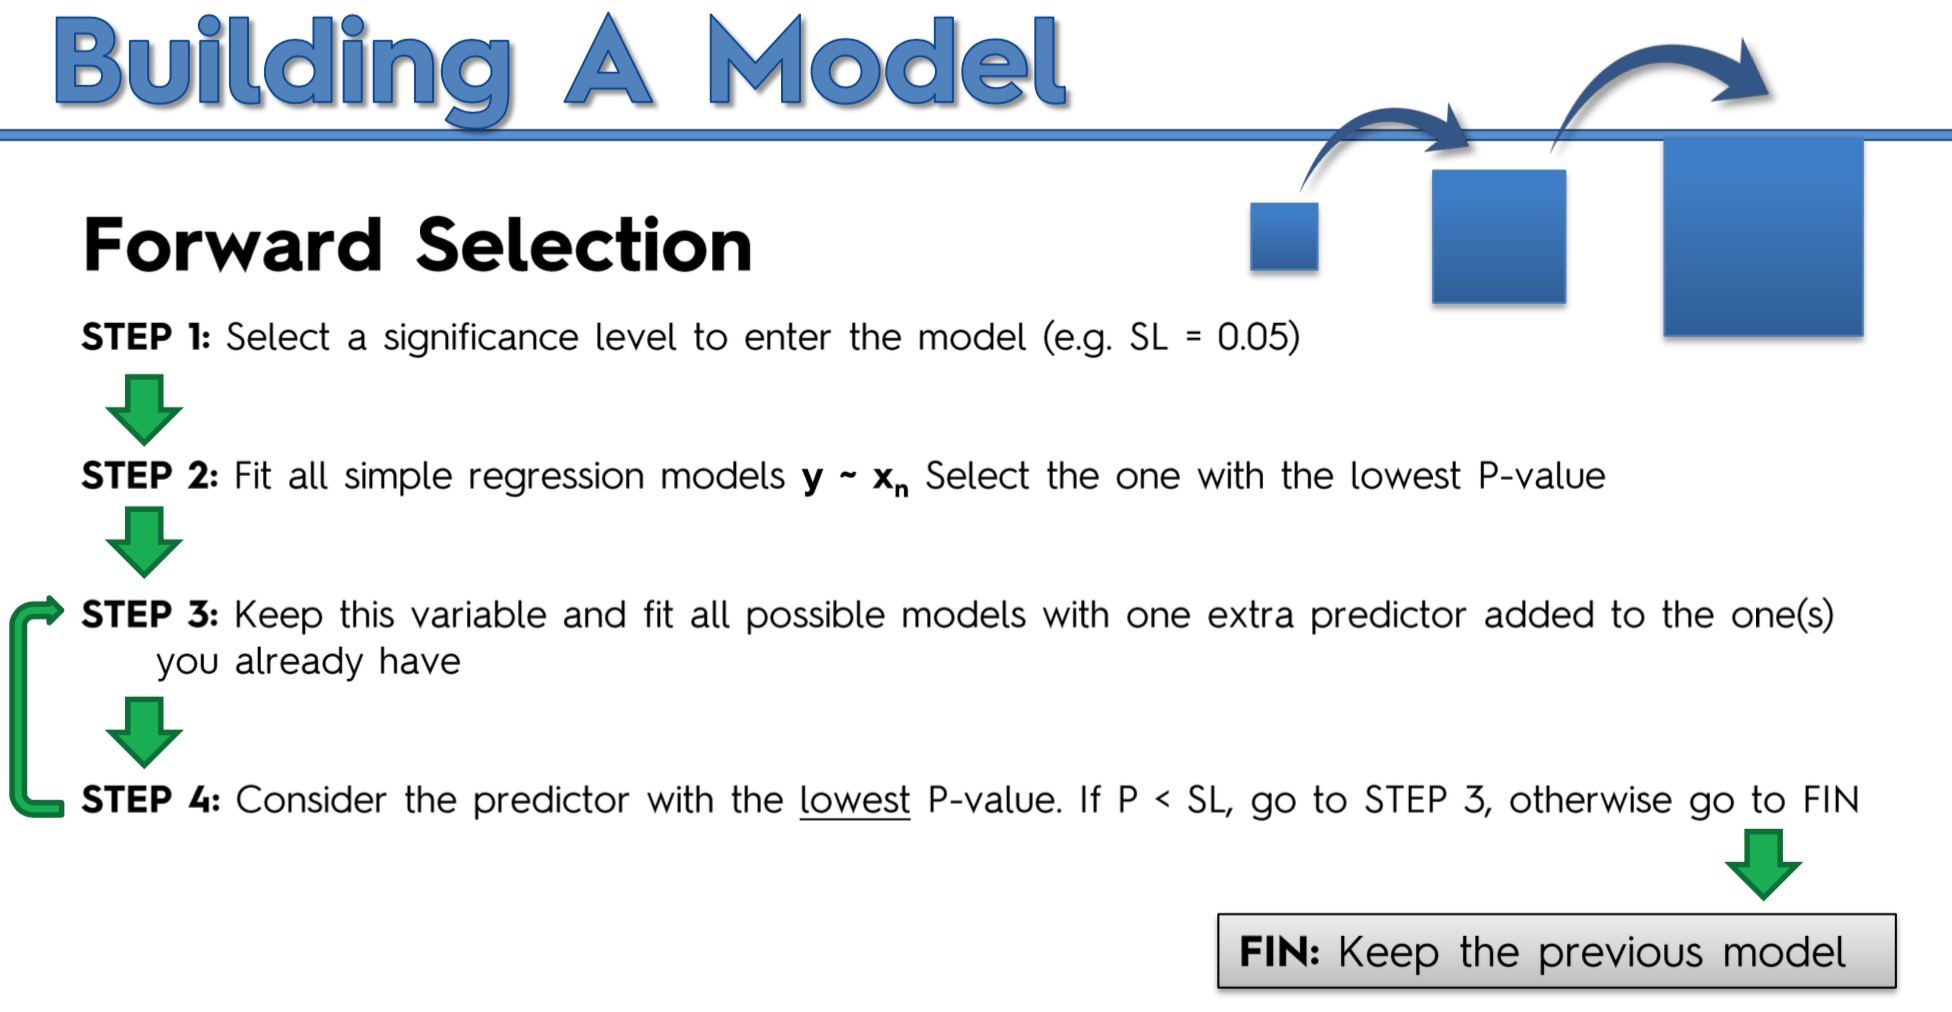 Building A Model
Forward Selection
STEP 1: Select a significance level to enter the model (e.g. SL = 0.05)
STEP 2: Fit all simple regression models y ~ xₙ Select the one with the lowest P-value
STEP 3: Keep this variable and fit all possible models with one extra predictor added to the one(s)
you already have
STEP 4: Consider the predictor with the lowest P-value. If P < SL, go to STEP 3, otherwise go to FIN
FIN: Keep the previous model